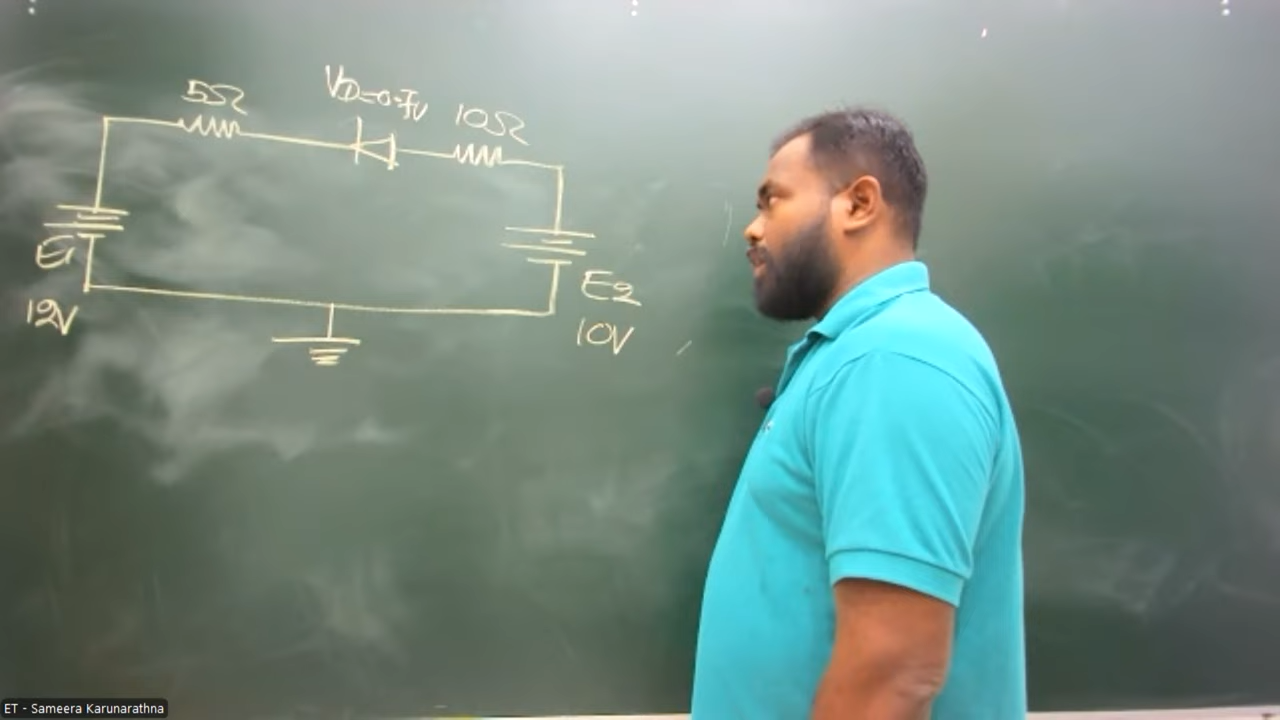 5Ω
VD=0.7V
10Ω
E1
12V
E2
10V
ET - Sameera Karunarathna